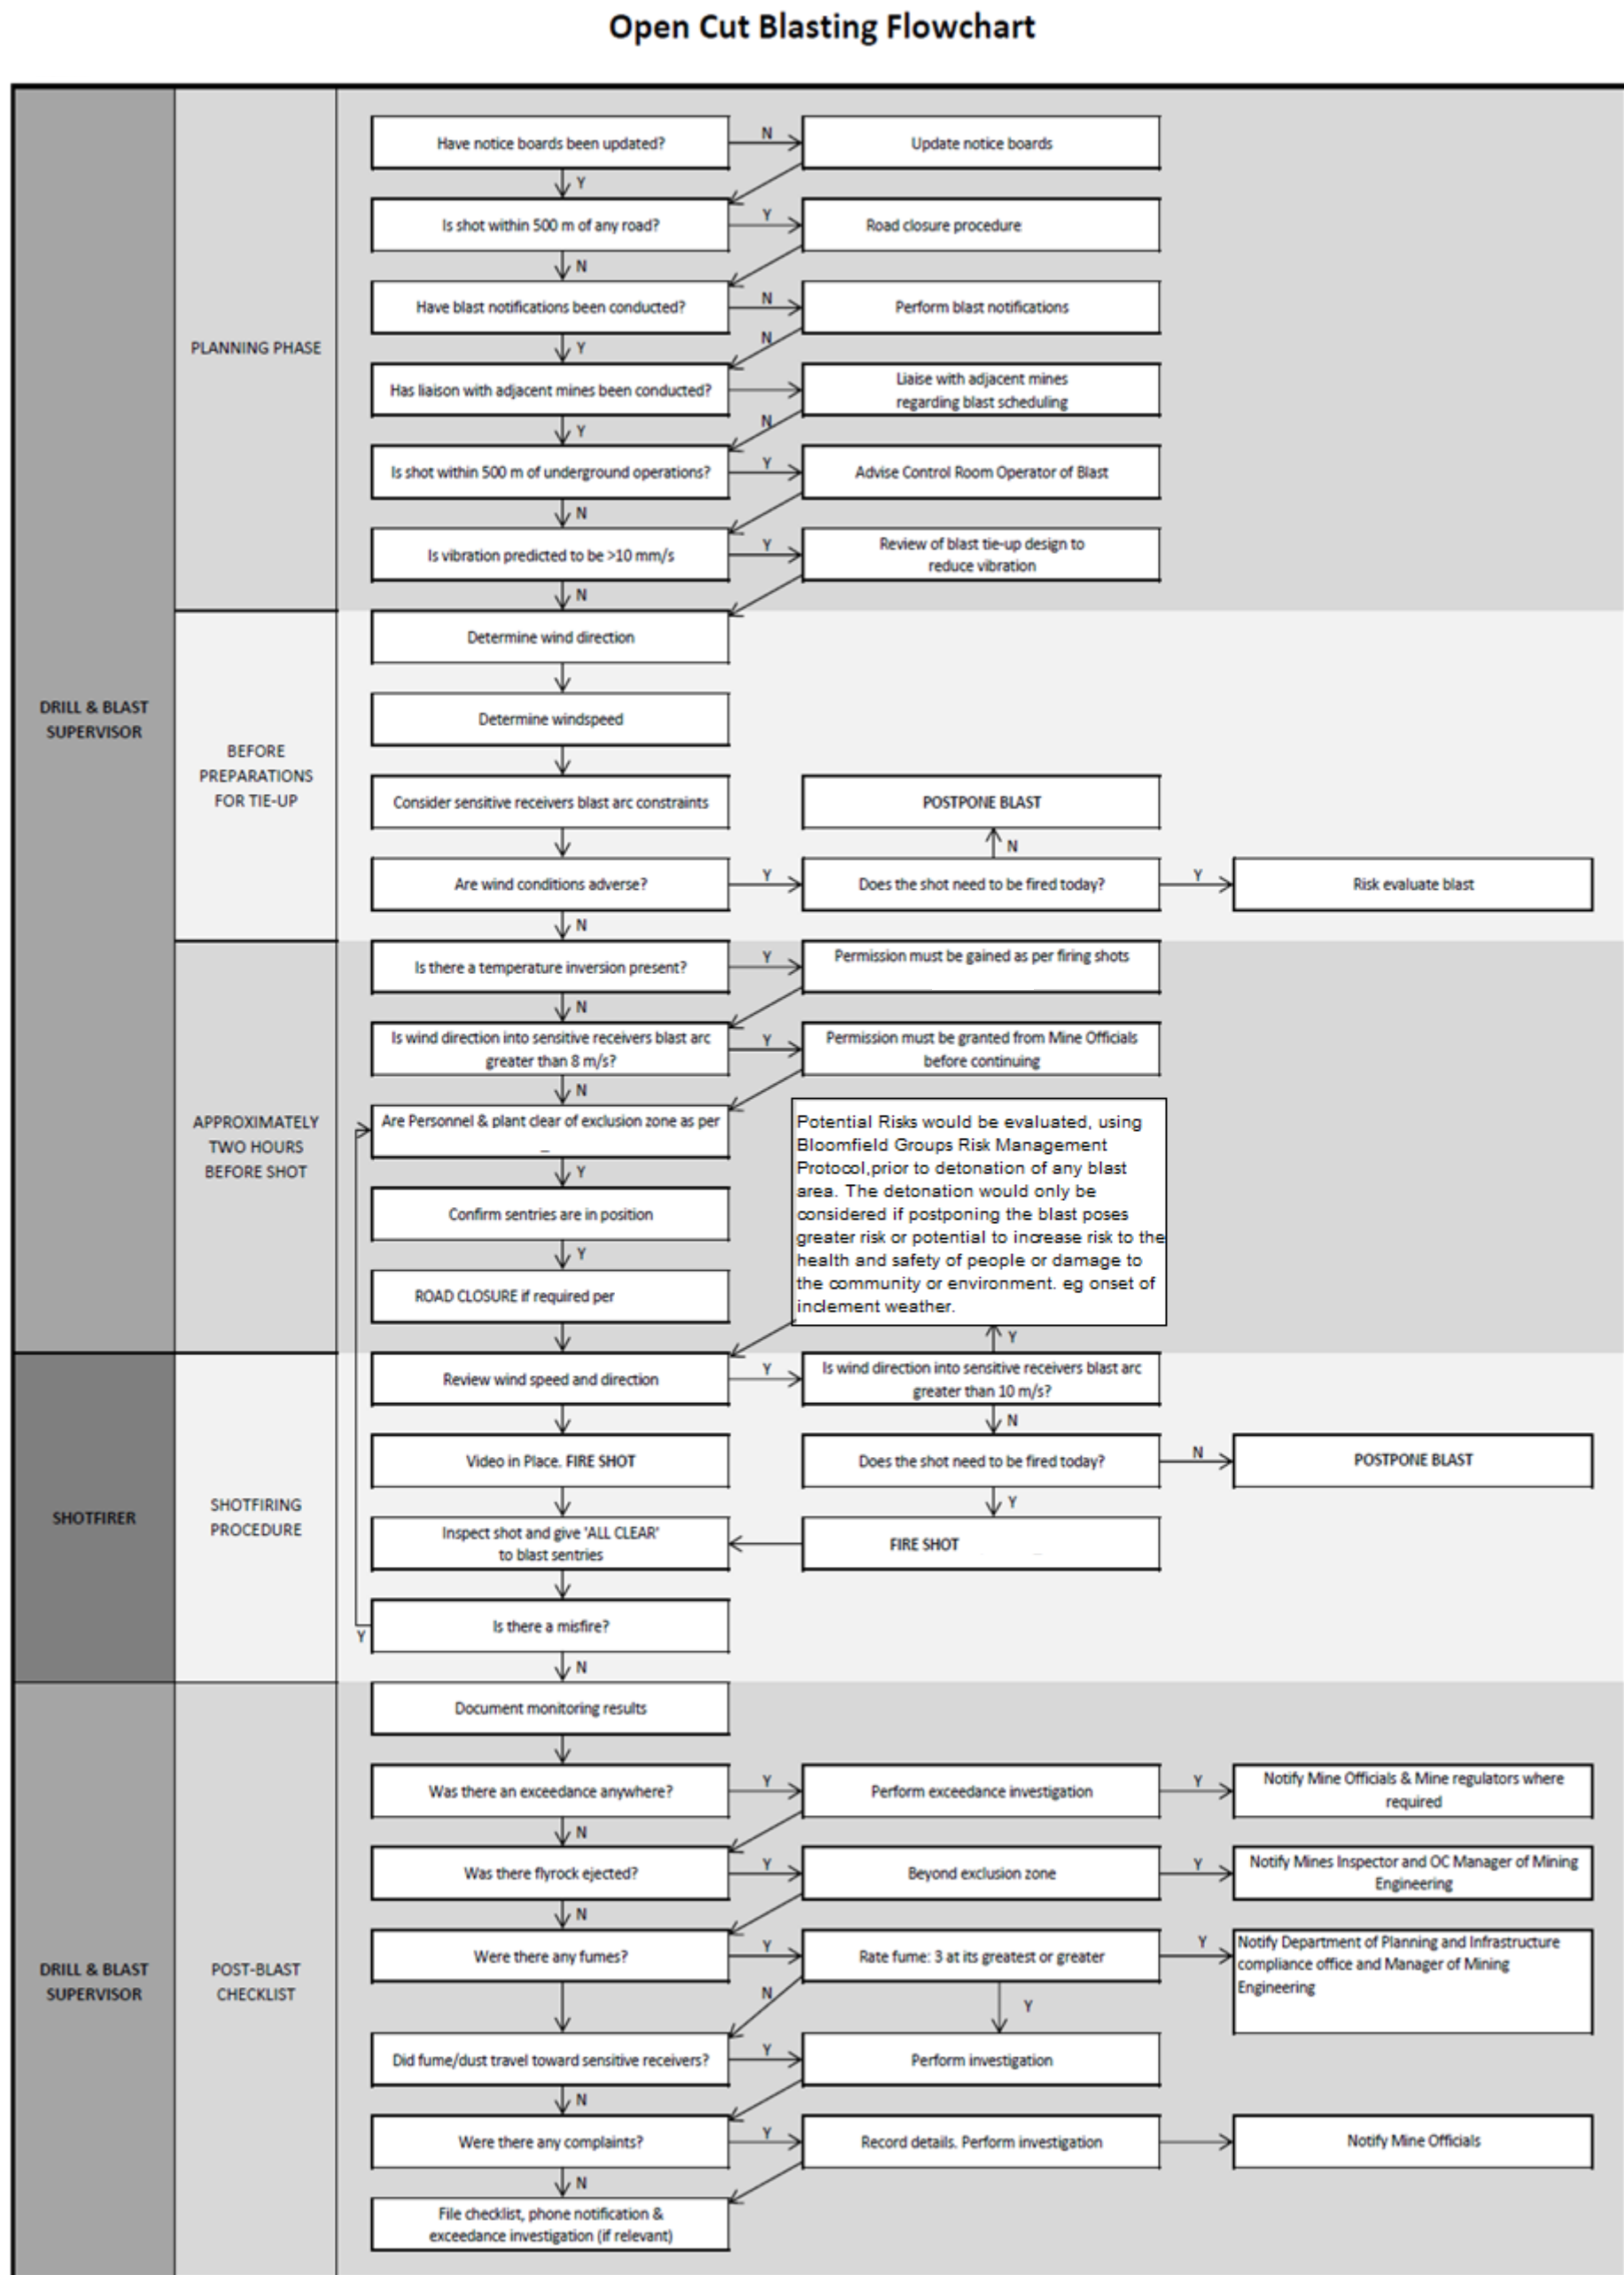 Open Cut Blasting Flowchart
DRILL & BLAST
SUPERVISOR
PLANNING PHASE
Have notice boards been updated?
N
Update notice boards
Y
Is shot within 500 m of any road?
Y
Road closure procedure
N
Have blast notifications been conducted?
N
Perform blast notifications
Y
N
Has liaison with adjacent mines been conducted?
Liaise with adjacent mines
regarding blast scheduling
Y
N
Is shot within 500 m of underground operations?
Y
Advise Control Room Operator of Blast
N
Is vibration predicted to be >10 mm/s
Y
Review of blast tie-up design to
reduce vibration
N
BEFORE
PREPARATIONS
FOR TIE-UP
Determine wind direction
Determine windspeed
Consider sensitive receivers blast arc constraints
POSTPONE BLAST
N
Are wind conditions adverse?
Y
Does the shot need to be fired today?
Y
Risk evaluate blast
N
APPROXIMATELY
TWO HOURS
BEFORE SHOT
Is there a temperature inversion present?
Y
Permission must be gained as per firing shots
N
Is wind direction into sensitive receivers blast arc
greater than 8 m/s?
Y
Permission must be granted from Mine Officials
before continuing
N
Are Personnel & plant clear of exclusion zone as per
Y
Confirm sentries are in position
Y
ROAD CLOSURE if required per
Potential Risks would be evaluated, using
Bloomfield Groups Risk Management
Protocol,prior to detonation of any blast
area. The detonation would only be
considered if postponing the blast poses
greater risk or potential to increase risk to the
health and safety of people or damage to
the community or environment. eg onset of
inclement weather.
Y
SHOTFIRER
SHOTFIRING
PROCEDURE
Review wind speed and direction
Y
Is wind direction into sensitive receivers blast arc
greater than 10 m/s?
N
Video in Place. FIRE SHOT
Does the shot need to be fired today?
N
POSTPONE BLAST
Y
Inspect shot and give 'ALL CLEAR'
to blast sentries
FIRE SHOT
Is there a misfire?
Y
N
DRILL & BLAST
SUPERVISOR
POST-BLAST
CHECKLIST
Document monitoring results
Was there an exceedance anywhere?
Y
Perform exceedance investigation
Y
Notify Mine Officials & Mine regulators where
required
N
Was there flyrock ejected?
Y
Beyond exclusion zone
Y
Notify Mines Inspector and OC Manager of Mining
Engineering
N
Were there any fumes?
Y
Rate fume: 3 at its greatest or greater
Y
Notify Department of Planning and Infrastructure
compliance office and Manager of Mining
Engineering
N
Y
Did fume/dust travel toward sensitive receivers?
Y
Perform investigation
N
Were there any complaints?
Y
Record details. Perform investigation
Notify Mine Officials
N
File checklist, phone notification &
exceedance investigation (if relevant)